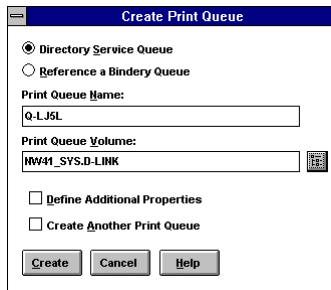 Create Print Queue
Directory Service Queue
Reference a Bindery Queue
Print Queue Name:
Q-LJ5L
Print Queue Volume:
NW41_SYS.D-LINK
Define Additional Properties
Create Another Print Queue
Create Cancel Help